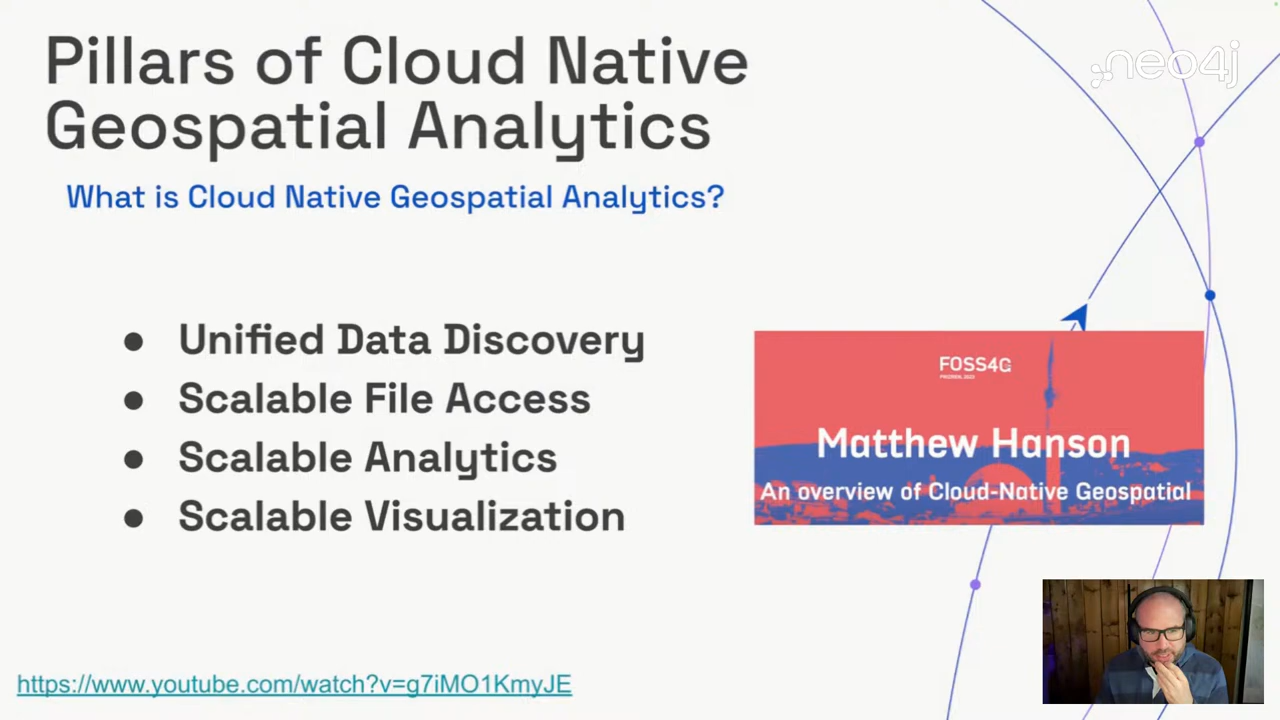 Pillars of Cloud Native
Geospatial Analytics
neo4j
What is Cloud Native Geospatial Analytics?
● Unified Data Discovery
● Scalable File Access
● Scalable Analytics
● Scalable Visualization
FOSS4G
PRIZREN, 2023
Matthew Hanson
An overview of Cloud-Native Geospatial
https://www.youtube.com/watch?v=g7iMO1KmyJE